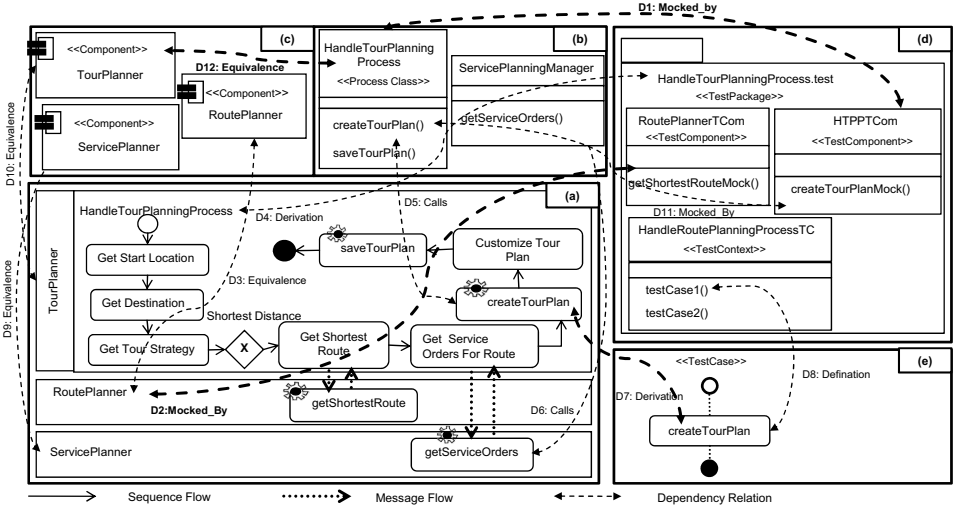 D1: Mocked_by
(c)
<<Component>>
TourPlanner
D12: Equivalence
<<Component>>
RoutePlanner
<<Component>>
ServicePlanner
D10: Equivalence
D9: Equivalence
(b)
HandleTourPlanning
Process
<<Process Class>>
createTourPlan()
saveTourPlan()
ServicePlanningManager
getServiceOrders()
(d)
HandleTourPlanningProcess.test
<<TestPackage>>
RoutePlannerTCom
<<TestComponent>>
getShortestRouteMock()
HTPPTCom
<<TestComponent>>
createTourPlanMock()
D11: Mocked_By
HandleRoutePlanningProcessTC
<<TestContext>>
testCase1()
testCase2()
(a)
TourPlanner
HandleTourPlanningProcess
D4: Derivation
D5: Calls
Get Start Location
saveTourPlan
Customize Tour
Plan
D3: Equivalence
Get Destination
createTourPlan
Shortest Distance
Get Tour Strategy
X
Get Shortest
Route
Get Service
Orders For Route
RoutePlanner
D2:Mocked_By
getShortestRoute
D6: Calls
ServicePlanner
getServiceOrders
(e)
<<TestCase>>
D8: Defination
D7: Derivation
createTourPlan
Sequence Flow
Message Flow
Dependency Relation